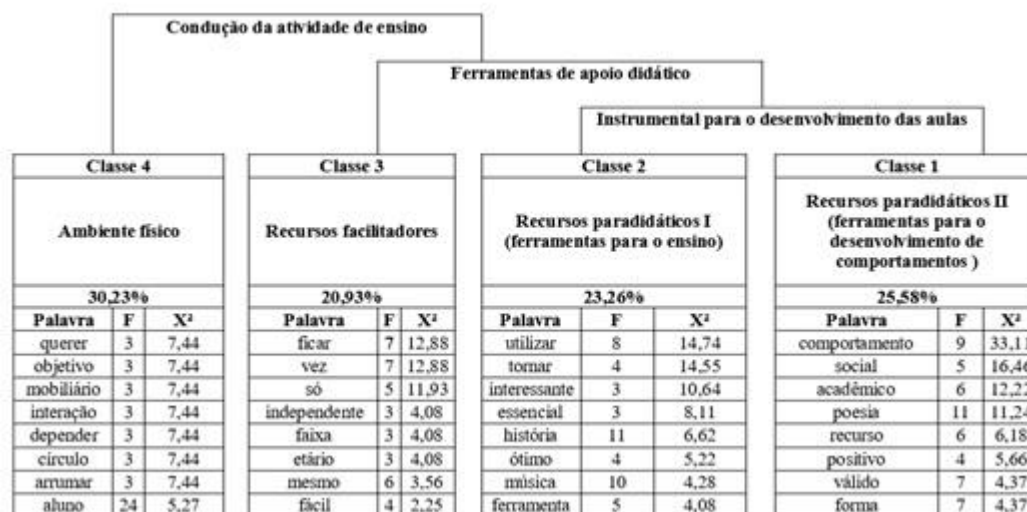 Condução da atividade de ensino
Ferramentas de apoio didático
Instrumental para o desenvolvimento das aulas
Classe 4 Classe 3 Classe 2 Classe 1
Ambiente físico Recursos facilitadores Recursos paradidáticos I
(ferramentas para o ensino) Recursos paradidáticos II
(ferramentas para o
desenvolvimento de
comportamentos )
30,23% 20,93% 23,26% 25,58%
Palavra F X² Palavra F X² Palavra F X² Palavra F X²
querer 3 7,44 ficar 7 12,88 utilizar 8 14,74 comportamento 9 33,11
objetivo 3 7,44 vez 7 12,88 tornar 4 14,55 social 5 16,46
mobiliário 3 7,44 só 5 11,93 interessante 3 10,64 acadêmico 6
interação 3 7,44 independente 3 4,08 essencial 3 8,11 poesia 11 11,24
depender 3 7,44 faixa 3 4,08 história 11 6,62 recurso 6 6,18
círculo 3 7,44 etário 3 4,08 ótimo 4 5,22 positivo 4 5,66
arrumar 3 7,44 mesmo 6 3,56 música 10 4,28 válido 7 4,37
aluno 24 5,27 fácil 4 2,25 ferramenta 5 4,08 forma 7 4,37